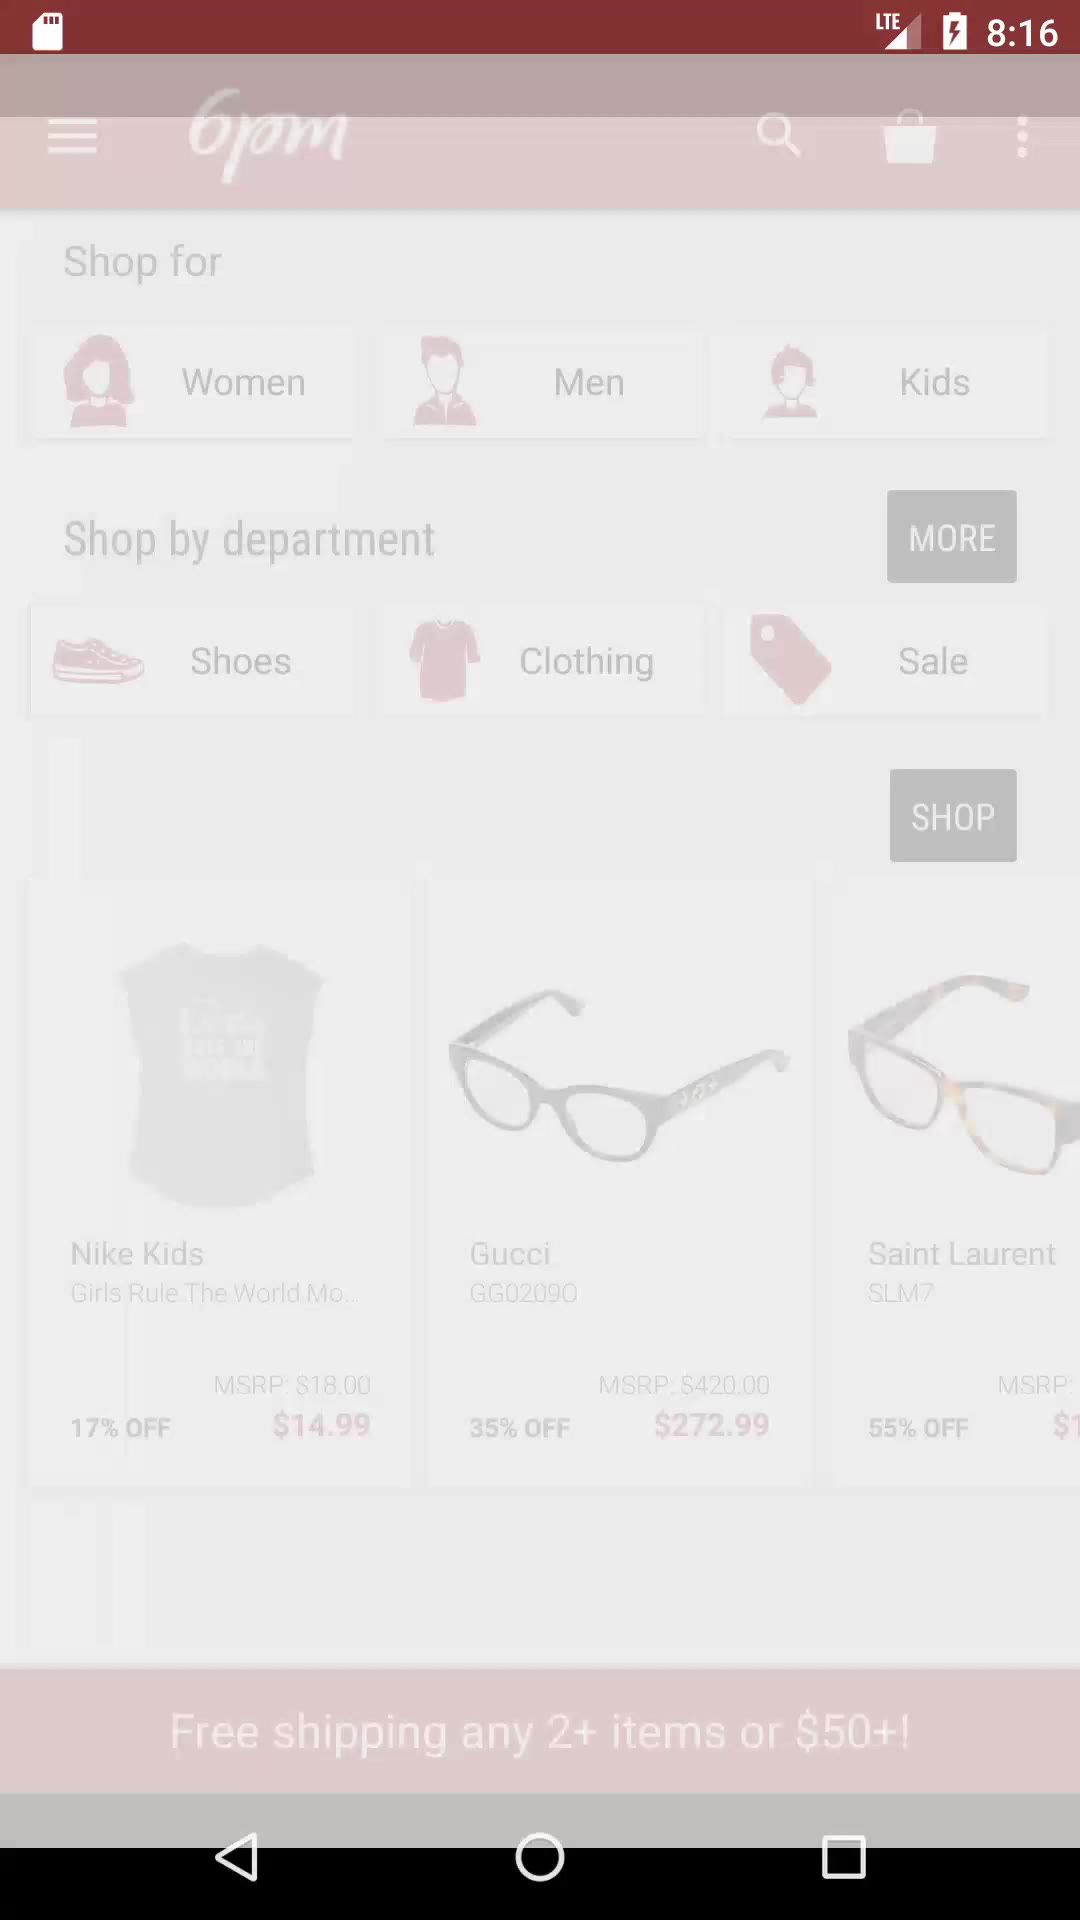 LTE 8:16
6pm
Shop for
Women Men Kids
Shop by department MORE
Shoes Clothing Sale
SHOP
Nike Kids Gucci Saint Laurent
Girls Rule The World Mo... GG0209O SLM7
MSRP: $18.00 MSRP: $420.00 MSRP:
17% OFF $14.99 35% OFF $272.99 55% OFF $1
Free shipping any 2+ items or $50+!